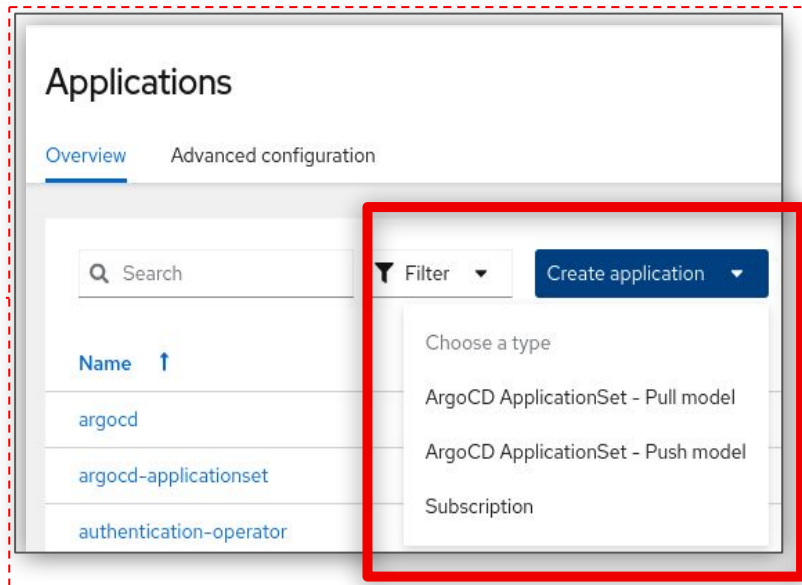 Applications
Overview Advanced configuration
Search Filter Create application
Choose a type
Name
ArgoCD ApplicationSet - Pull model
argocd
ArgoCD ApplicationSet - Push model
argocd-applicationset
Subscription
authentication-operator